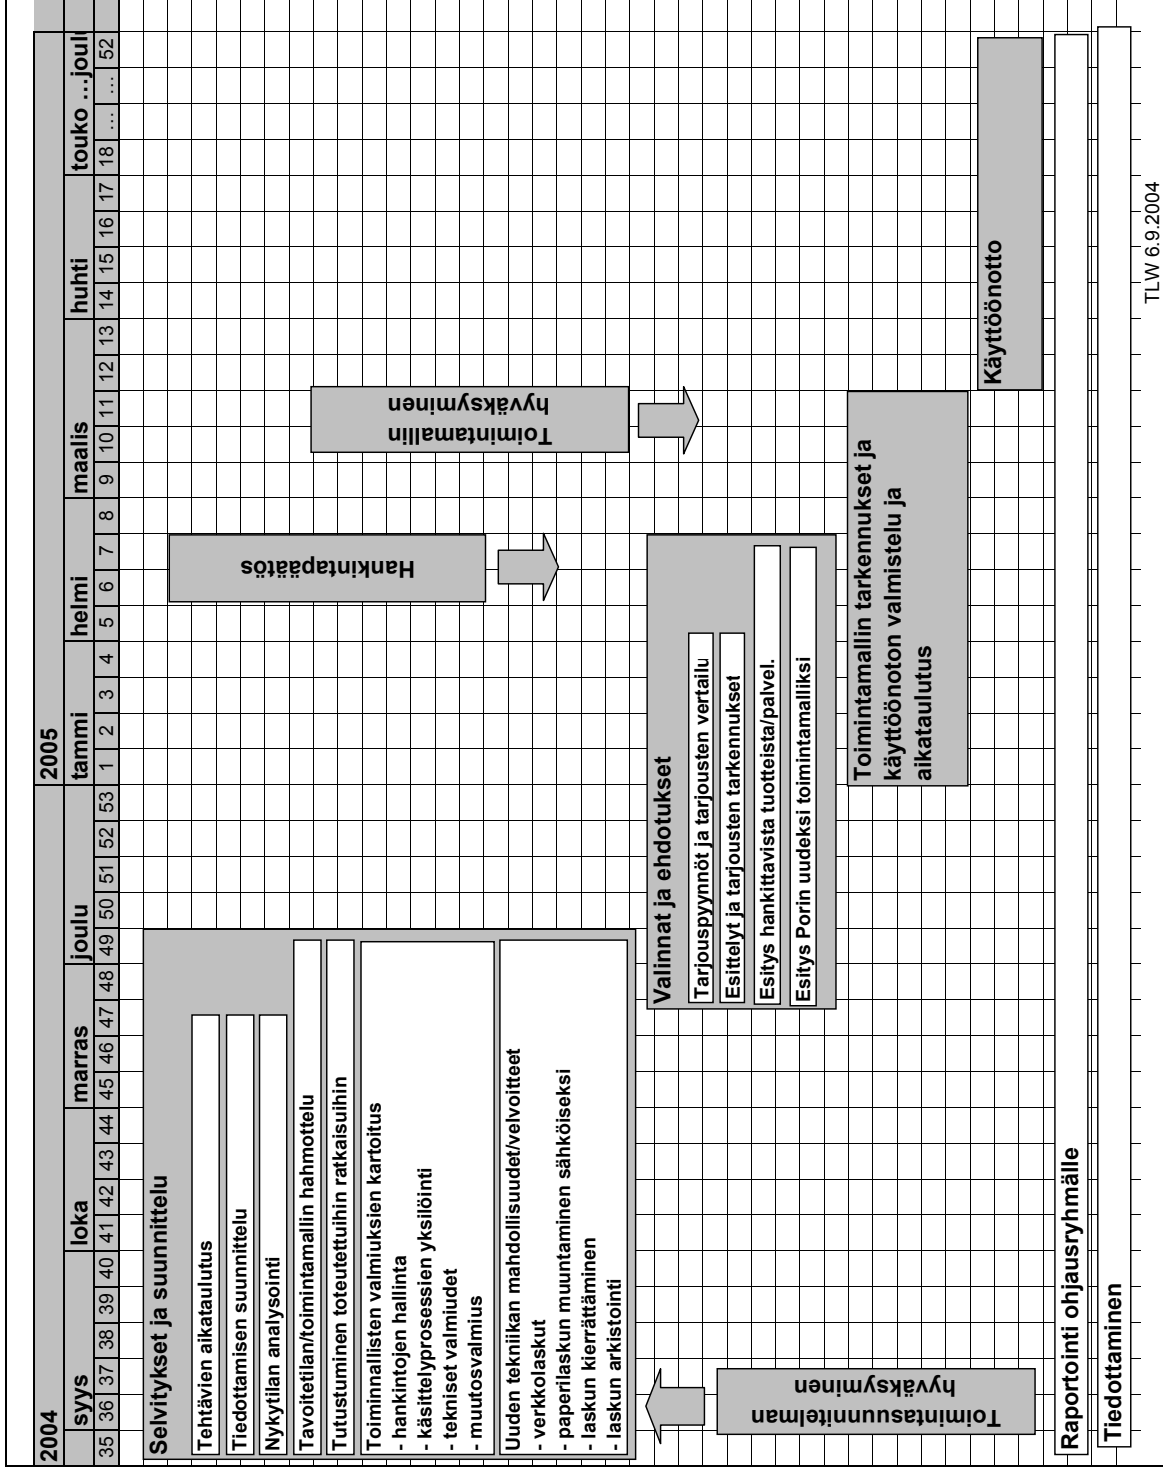 2004
2005
syys loka marras joulu tammi helmi maalis huhti touko ...joulu
35 36 37 38 39 40 41 42 43 44 45 46 47 48 49 50 51 52 53 1 2 3 4 5 6 7 8 9 10 11 12 13 14 15 16 17 18 ... ... 52
Selvitykset ja suunnittelu
Tehtävien aikataulutus
Tiedottamisen suunnittelu
Nykytilan analysointi
Tavoitetilan/toimintamallin hahmottelu
Tutustuminen toteutettuihin ratkaisuihin
Toiminnallisten valmiuksien kartoitus
- hankintojen hallinta
- käsittelyprosessien yksilöinti
- tekniset valmiudet
- muutosvalmius
Uuden tekniikan mahdollisuudet/velvoitteet
- verkkolaskut
- paperilaskun muuntaminen sähköiseksi
- laskun kierrättäminen
- laskun arkistointi
Toimintasuunnitelman
hyväksyminen
Hankintapäätös
Toimintamallin
hyväksyminen
Valinnat ja ehdotukset
Tarjouspyynnöt ja tarjousten vertailu
Esittelyt ja tarjousten tarkennukset
Esitys hankittavista tuotteista/palvel.
Esitys Porin uudeksi toimintamalliksi
Toimintamallin tarkennukset ja
käyttöönoton valmistelu ja
aikataulutus
Käyttöönotto
Raportointi ohjausryhmälle
Tiedottaminen
TLW 6.9.2004